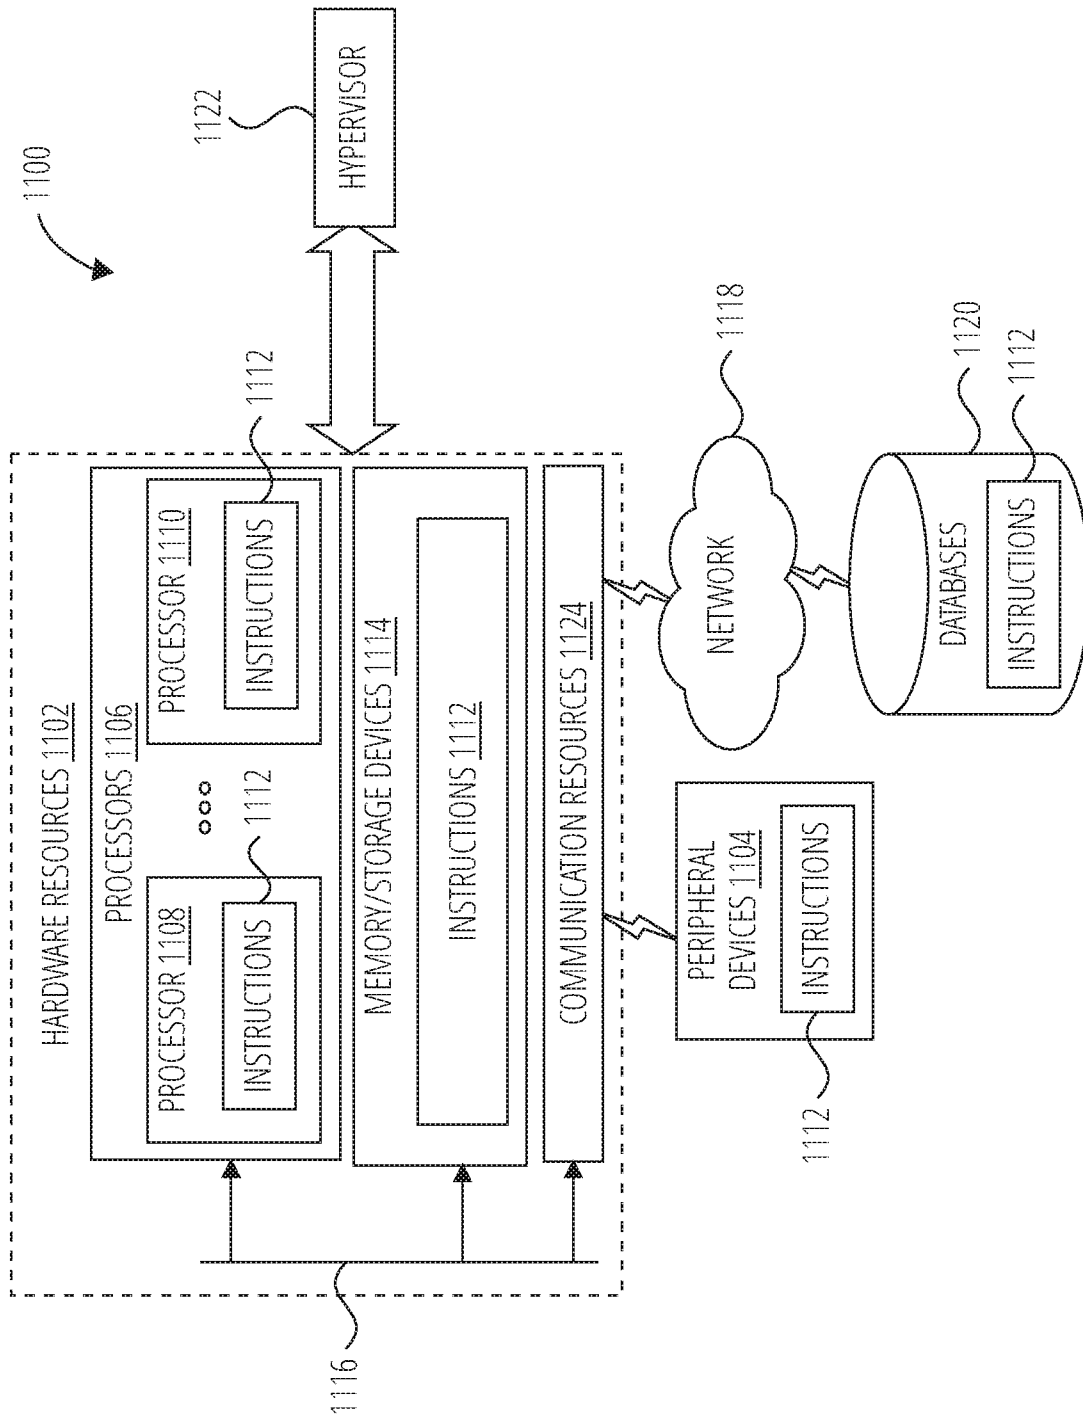 1100
HARDWARE RESOURCES 1102
PROCESSORS 1106
PROCESSOR 1108
INSTRUCTIONS
1112
PROCESSOR 1110
INSTRUCTIONS
1112
1122
HYPERVISOR
MEMORY/STORAGE DEVICES 1114
INSTRUCTIONS 1112
1116
COMMUNICATION RESOURCES 1124
PERIPHERAL
DEVICES 1104
INSTRUCTIONS
1112
NETWORK
1118
DATABASES
1120
INSTRUCTIONS
1112